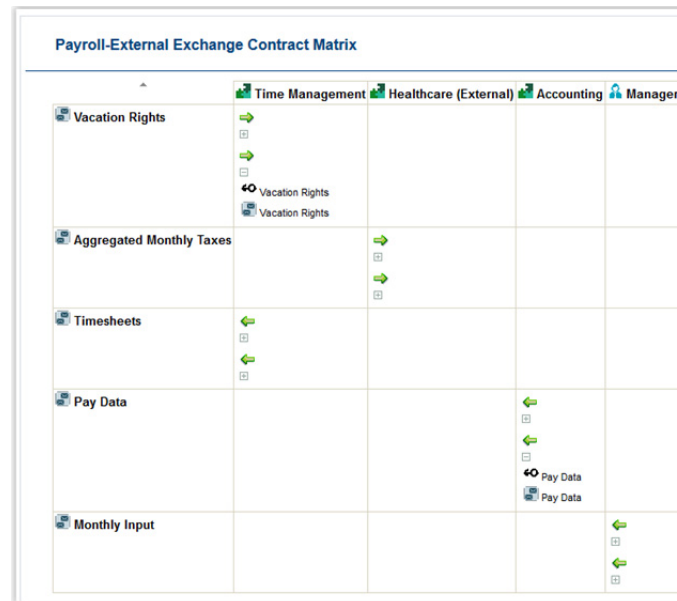 Payroll-External Exchange Contract Matrix
Time Management Healthcare (External) Accounting
Vacation Rights
Vacation Rights
Vacation Rights
Aggregated Monthly Taxes
Timesheets
Pay Data
Pay Data
Pay Data
Monthly Input